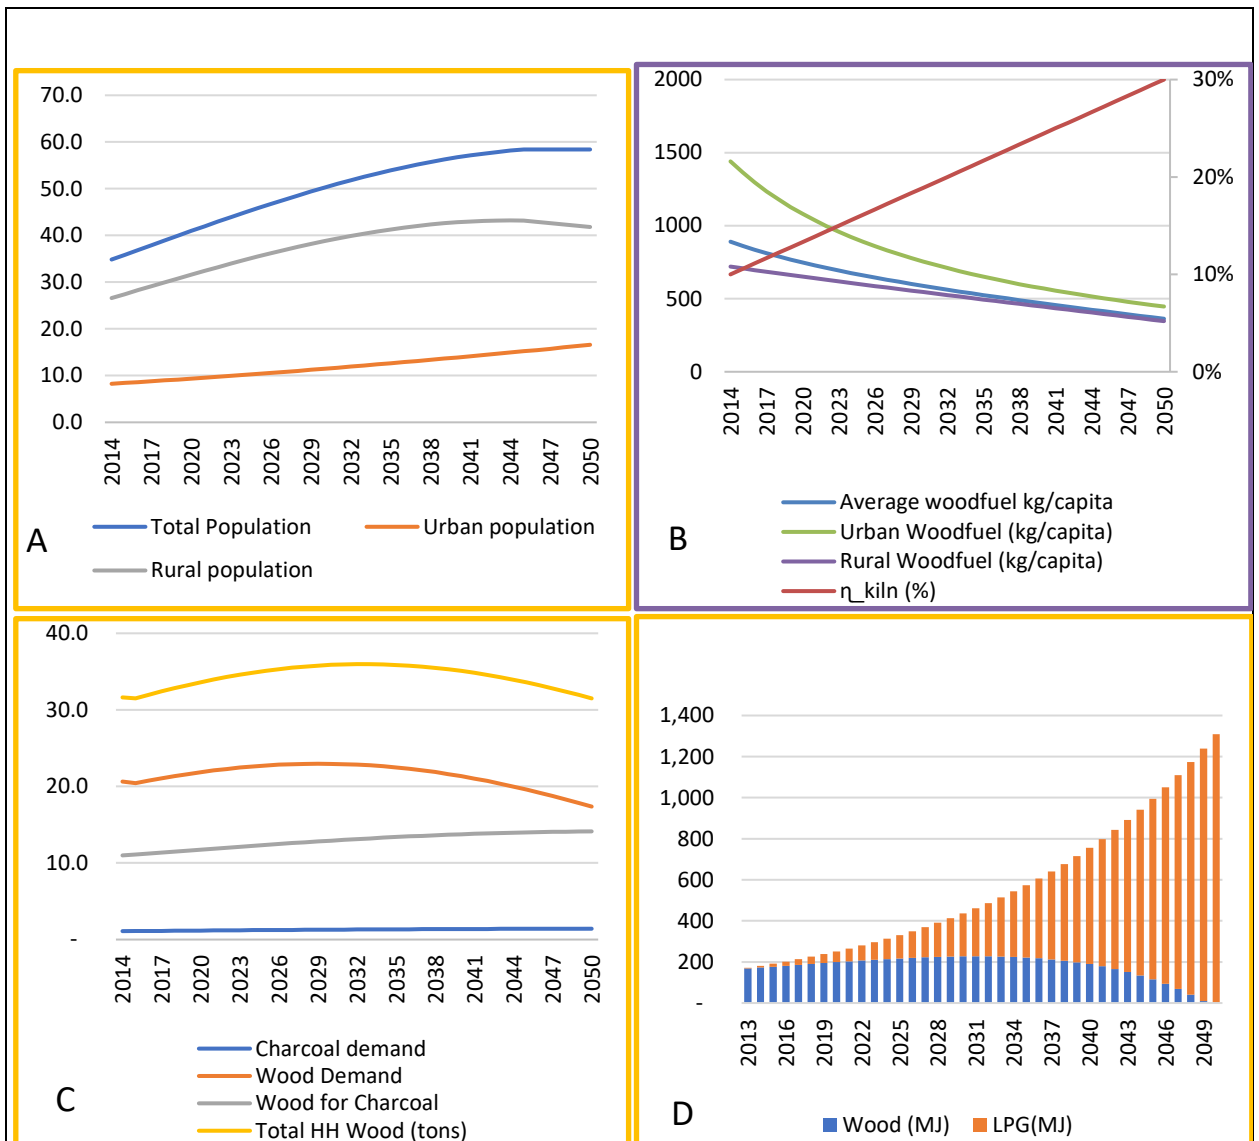 70.0
60.0
50.0
40.0
30.0
20.0
10.0
0.0
2014 2017 2020 2023 2026 2029 2032 2035 2038 2041 2044 2047 2050
Total Population Urban population
Rural population
A
2000 30%
1500
20%
1000
10%
500
0 0%
2014 2017 2020 2023 2026 2029 2032 2035 2038 2041 2044 2047 2050
Average woodfuel kg/capita
Urban Woodfuel (kg/capita)
Rural Woodfuel (kg/capita)
η_kiln (%)
B
40.0
30.0
20.0
10.0
-
2014 2017 2020 2023 2026 2029 2032 2035 2038 2041 2044 2047 2050
Charcoal demand
Wood Demand
Wood for Charcoal
Total HH Wood (tons)
C
1,400
1,200
1,000
800
600
400
200
-
2013 2016 2019 2022 2025 2028 2031 2034 2037 2040 2043 2046 2049
Wood (MJ) LPG(MJ)
D